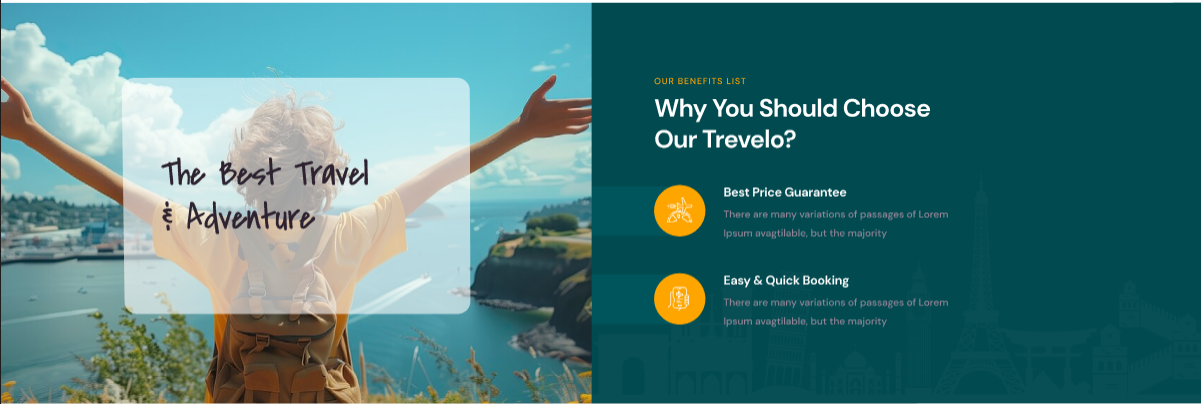 The Best Travel
& Adventure
OUR BENEFITS LIST
Why You Should Choose
Our Trevelo?
Best Price Guarantee
There are many variations of passages of Lorem
Ipsum avagtilable, but the majority
Easy & Quick Booking
There are many variations of passages of Lorem
Ipsum avagtilable, but the majority